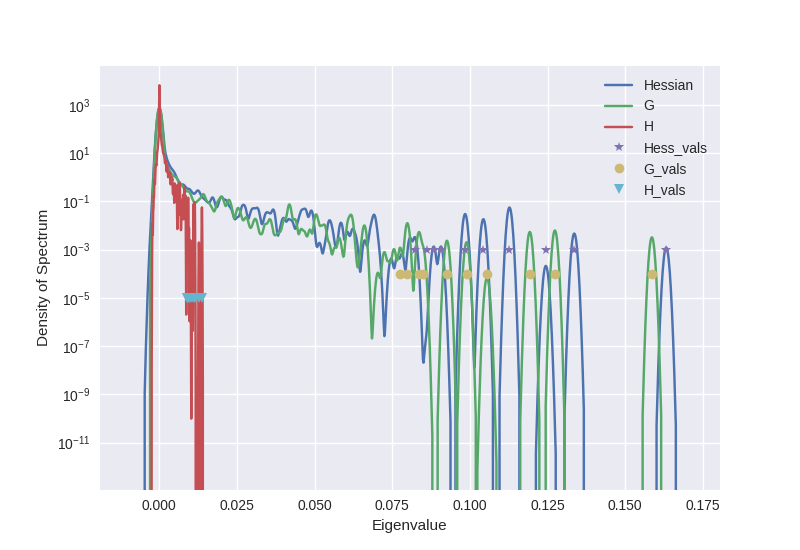 Hessian
G
H
Hess_vals
G_vals
H_vals
10^3
10^1
10^-1
10^-3
10^-5
10^-7
10^-9
10^-11
Density of Spectrum
0.000 0.025 0.050 0.075 0.100 0.125 0.150 0.175
Eigenvalue